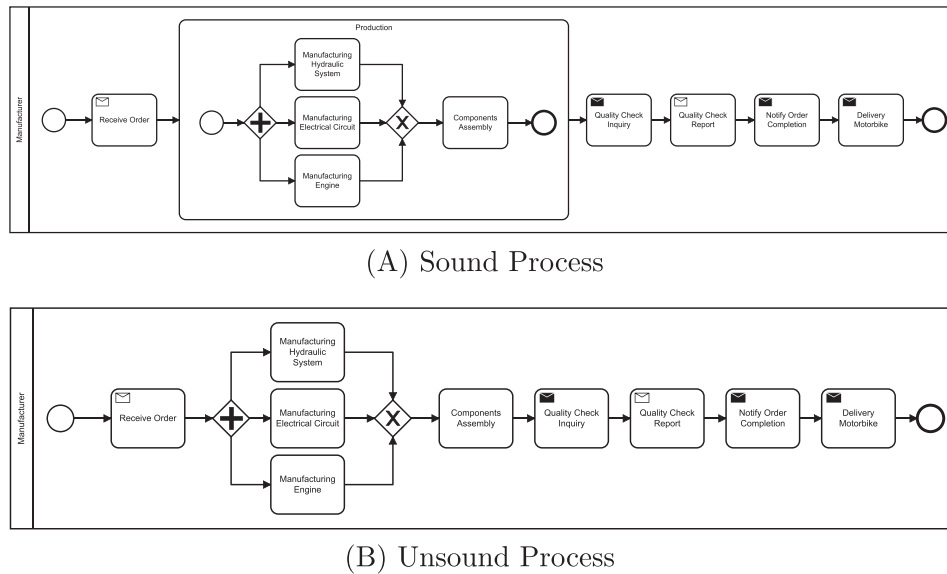 Manufacturer
Production
Receive Order
Manufacturing
Hydraulic
System
Manufacturing
Electrical Circuit
Manufacturing
Engine
X
Components
Assembly
Quality Check
Inquiry
Quality Check
Report
Notify Order
Completion
Delivery
Motorbike
(A) Sound Process
Manufacturer
Receive Order
Manufacturing
Hydraulic
System
Manufacturing
Electrical Circuit
Manufacturing
Engine
X
Components
Assembly
Quality Check
Inquiry
Quality Check
Report
Notify Order
Completion
Delivery
Motorbike
(B) Unsound Process